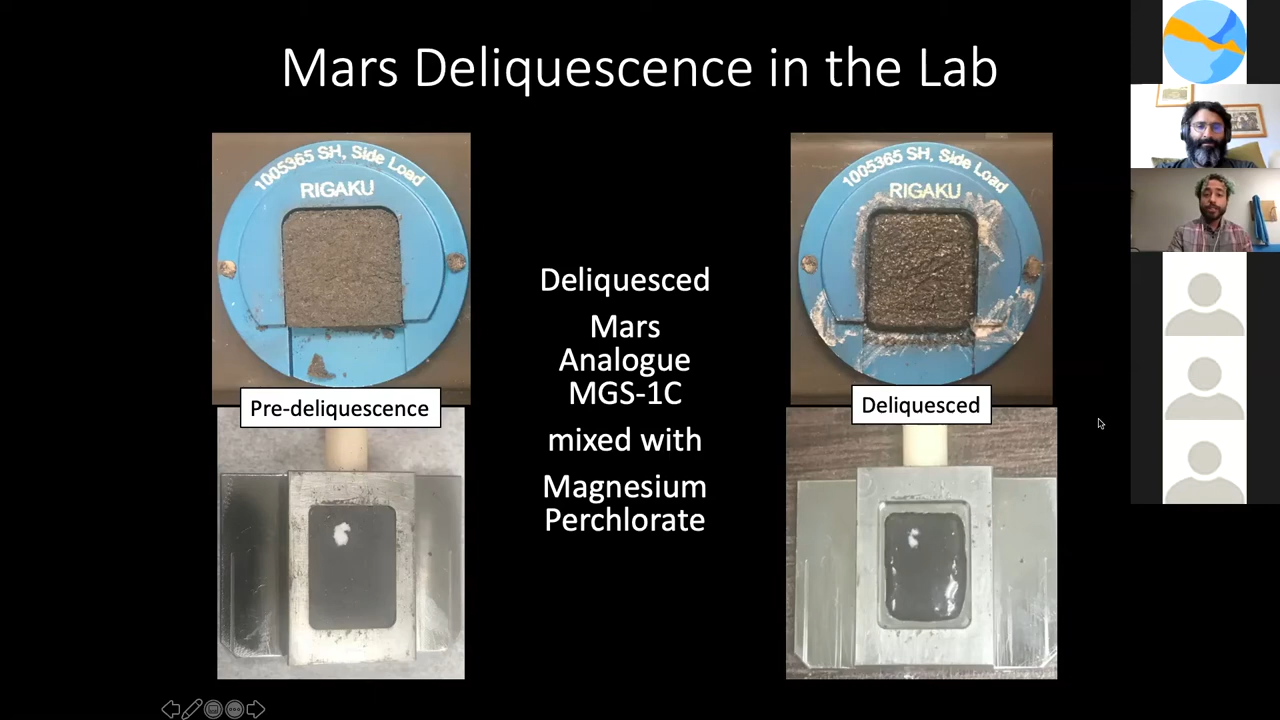 Mars Deliquescence in the Lab
1005365 SH, Side Load
RIGAKU
1005365 SH, Side Load
RIGAKU
Deliquesced
Mars
Analogue
MGS-1C
mixed with
Magnesium
Perchlorate
Pre-deliquescence
Deliquesced